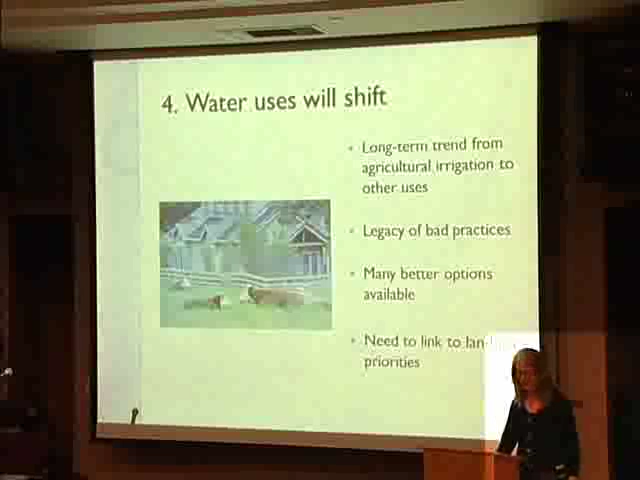 4. Water uses will shift
• Long-term trend from
agricultural irrigation to
other uses
• Legacy of bad practices
• Many better options
available
• Need to link to
priorities